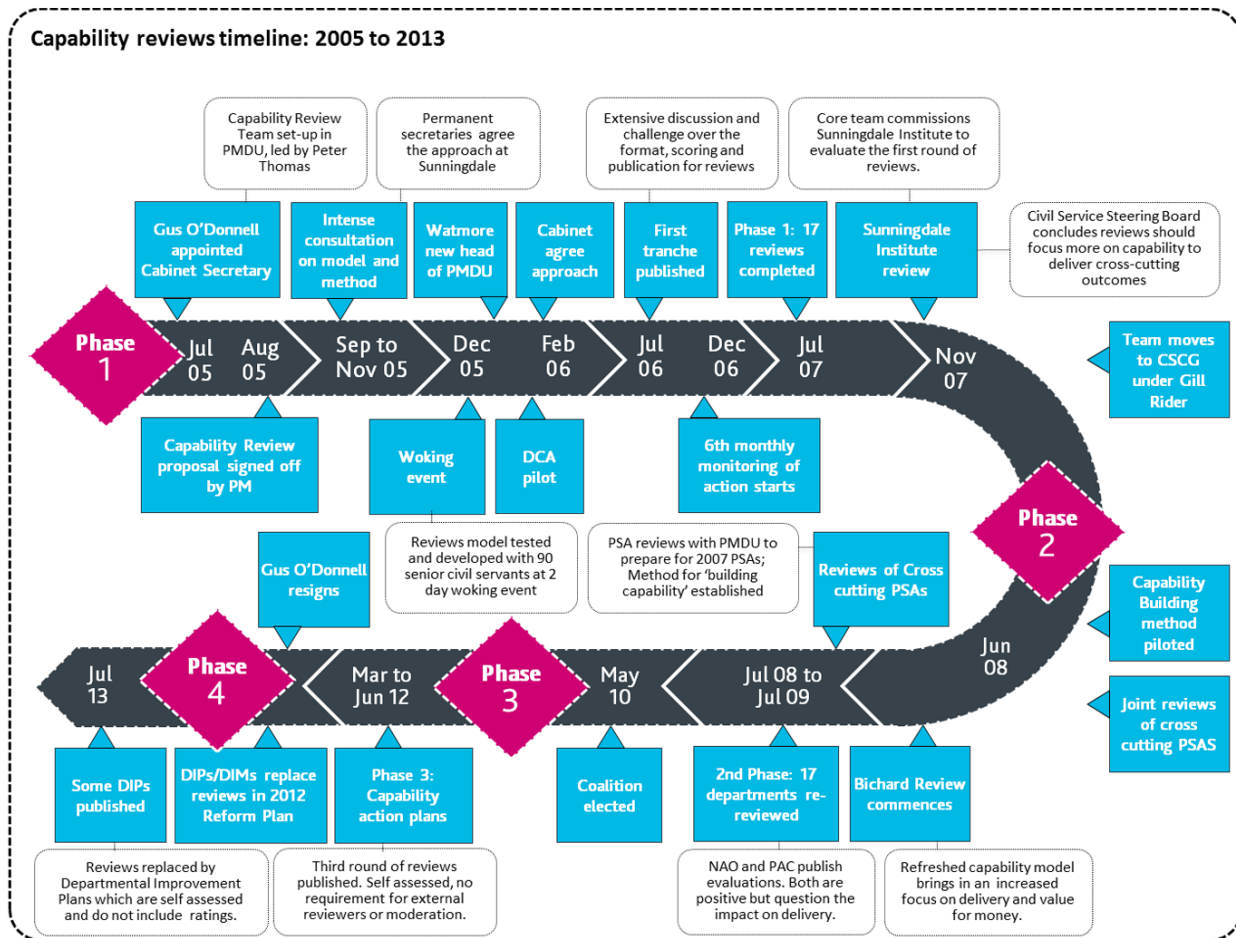 Capability reviews timeline: 2005 to 2013
Capability Review
Team set-up in
PMDU, led by Peter
Thomas
Permanent
secretaries agree
the approach at
Sunningdale
Extensive discussion and
challenge over the
format, scoring and
publication for reviews
Core team commissions
Sunningdale Institute to
evaluate the first round of
reviews.
Gus O'Donnell
appointed
Cabinet Secretary
Intense
consultation
on model and
method
Watmore
new head
of PMDU
Cabinet
agree
approach
First
tranche
published
Phase 1: 17
reviews
completed
Sunningdale
Institute
review
Civil Service Steering Board
concludes reviews should
focus more on capability to
deliver cross-cutting
outcomes
Phase
1
Jul
05
Aug
05
Sep to
Nov 05
Dec
05
Feb
06
Jul
06
Dec
06
Jul
07
Nov
07
Team moves
to CSCG
under Gill
Rider
Capability Review
proposal signed off
by PM
Woking
event
DCA
pilot
6th monthly
monitoring of
action starts
Phase
2
Gus O'Donnell
resigns
Reviews model tested
and developed with 90
senior civil servants at 2
day woking event
PSA reviews with PMDU to
prepare for 2007 PSAs;
Method for 'building
capability' established
Reviews of Cross
cutting PSAs
Capability
Building
method
piloted
Jul
13
Phase
4
Mar to
Jun 12
Phase
3
May
10
Jul 08 to
Jul 09
Jun
08
Joint reviews
of cross
cutting PSAS
Some DIPs
published
DIPs/DIMs replace
reviews in 2012
Reform Plan
Phase 3:
Capability
action plans
Coalition
elected
2nd Phase: 17
departments re-
reviewed
Bichard Review
commences
Reviews replaced by
Departmental Improvement
Plans which are self assessed
and do not include ratings.
Third round of reviews
published. Self assessed, no
requirement for external
reviewers or moderation.
NAO and PAC publish
evaluations. Both are
positive but question the
impact on delivery.
Refreshed capability model
brings in an increased
focus on delivery and value
for money.